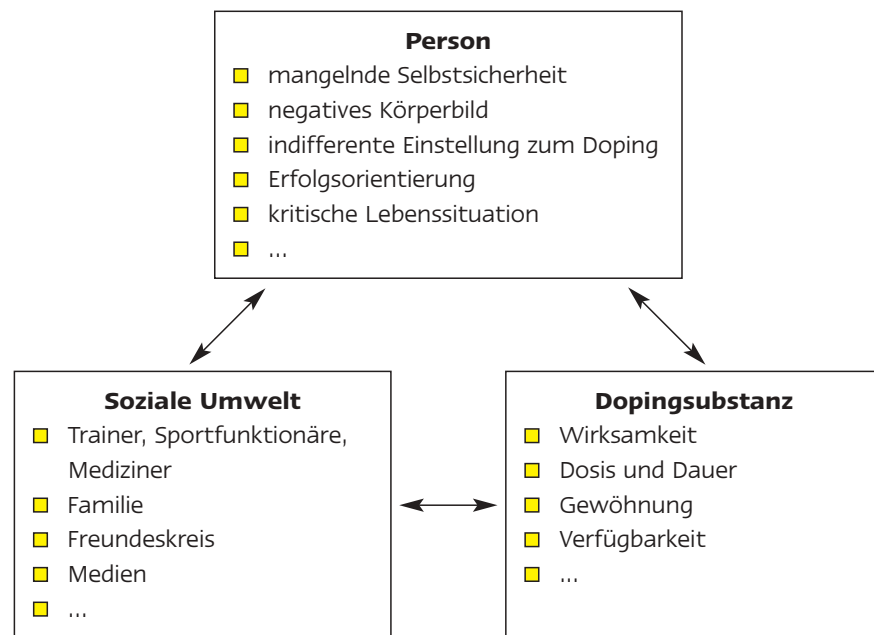 Person
mangelnde Selbstsicherheit
negatives Körperbild
indifferente Einstellung zum Doping
Erfolgsorientierung
kritische Lebenssituation
...
Soziale Umwelt
Trainer, Sportfunktionäre,
Mediziner
Familie
Freundeskreis
Medien
...
Dopingsubstanz
Wirksamkeit
Dosis und Dauer
Gewöhnung
Verfügbarkeit
...